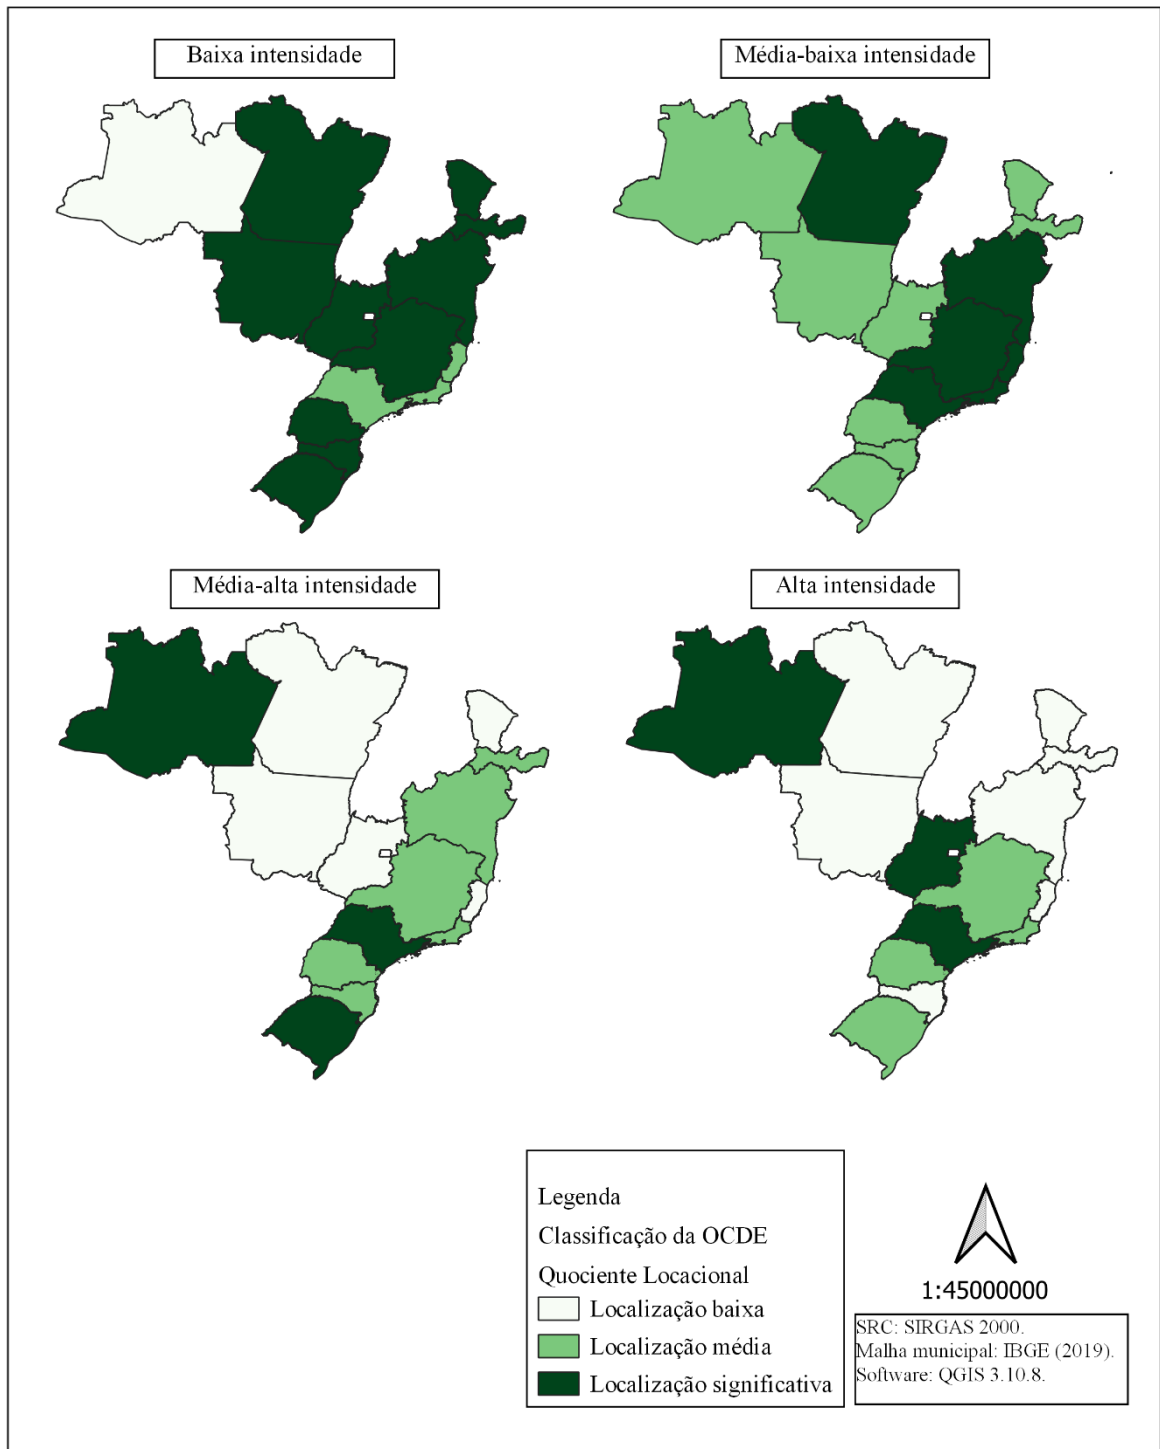 Baixa intensidade
Média-baixa intensidade
Média-alta intensidade
Alta intensidade
Legenda
Classificação da OCDE
Quociente Locacional
Localização baixa
Localização média
Localização significativa
1:45000000
SRC: SIRGAS 2000.
Malha municipal: IBGE (2019).
Software: QGIS 3.10.8.